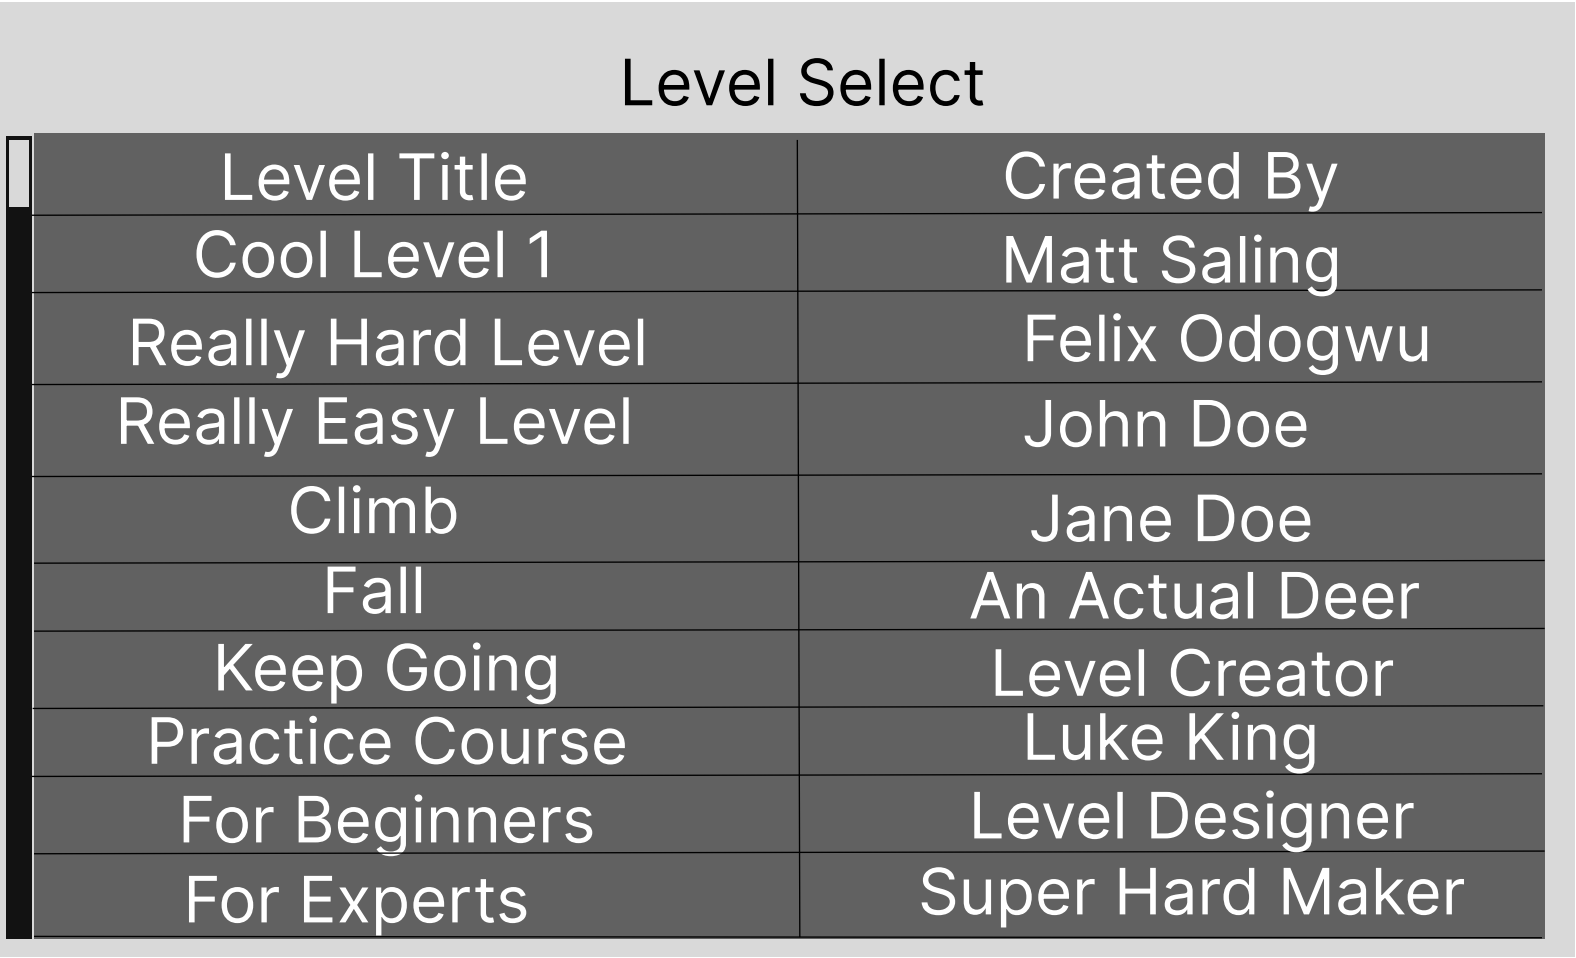 Level Select
Level Title Created By
Cool Level 1 Matt Saling
Really Hard Level Felix Odogwu
Really Easy Level John Doe
Climb Jane Doe
Fall An Actual Deer
Keep Going Level Creator
Practice Course Luke King
For Beginners Level Designer
For Experts Super Hard Maker